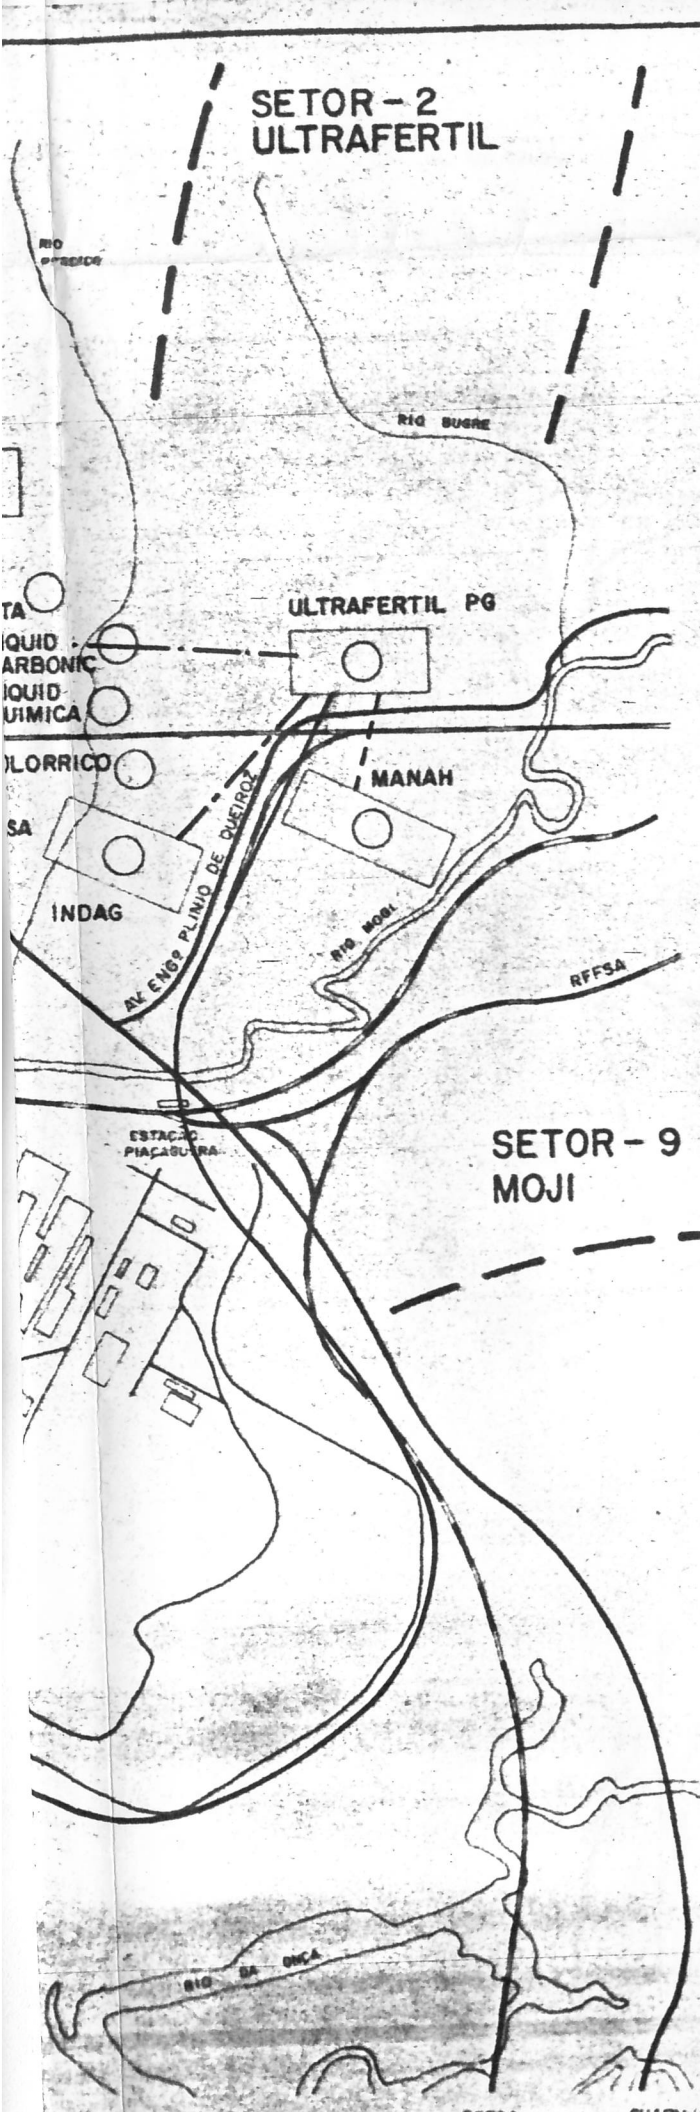 SETOR - 2
ULTRAFERTIL
RIO
RIO BUGRE
ULTRAFERTIL PG
TA
IQUID
ARBONIC
IQUID
UIMICA
LORRICO
MANAH
SA
INDAG
AV. ENGº PLINIO DE QUEIROZ
RIO MOGI
RFFSA
ESTAÇÃO
PIAÇAGUERA
SETOR - 9
MOJI
RIO DA ONÇA